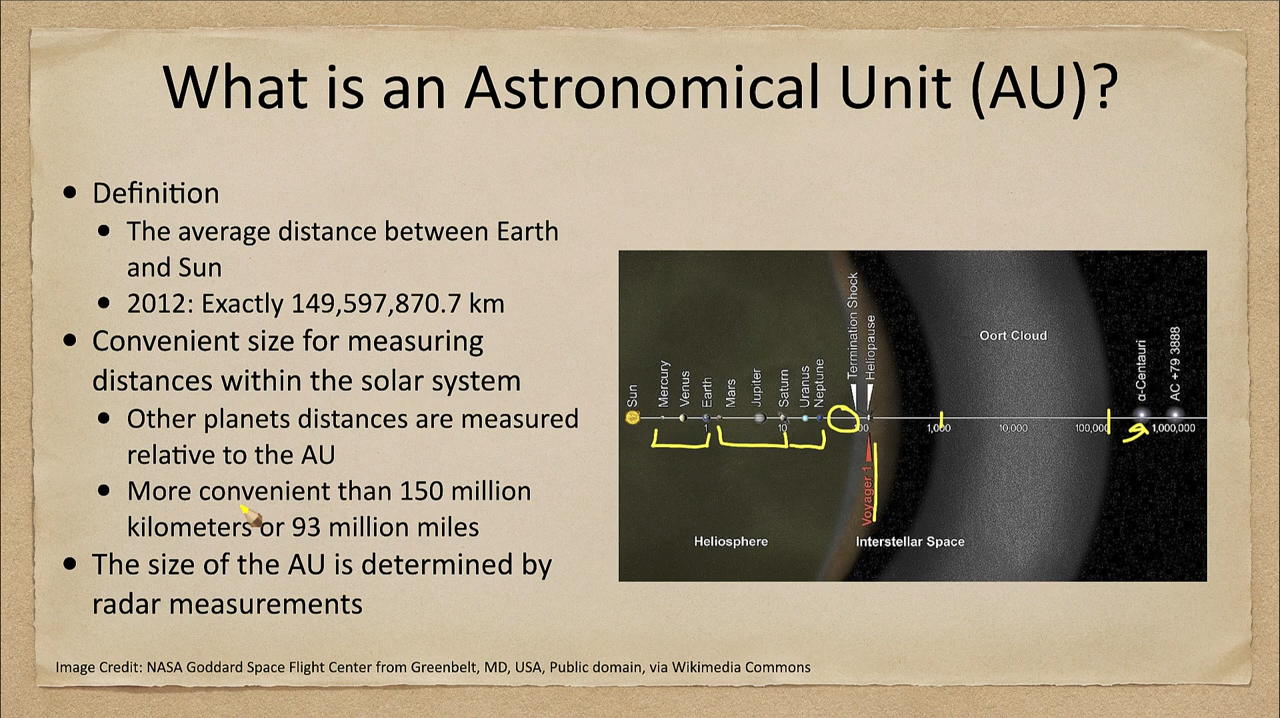 What is an Astronomical Unit (AU)?
• Definition
• The average distance between Earth
and Sun
• 2012: Exactly 149,597,870.7 km
• Convenient size for measuring
distances within the solar system
• Other planets distances are measured
relative to the AU
• More convenient than 150 million
kilometers or 93 million miles
• The size of the AU is determined by
radar measurements
Sun
Mercury
Venus
Earth
Mars
Jupiter
Saturn
Uranus
Neptune
Termination Shock
Heliopause
Oort Cloud
α-Centauri
AC +79 3888
1
10
1,000
10,000
100,000
1,000,000
Voyager 1
Heliosphere
Interstellar Space
Image Credit: NASA Goddard Space Flight Center from Greenbelt, MD, USA, Public domain, via Wikimedia Commons